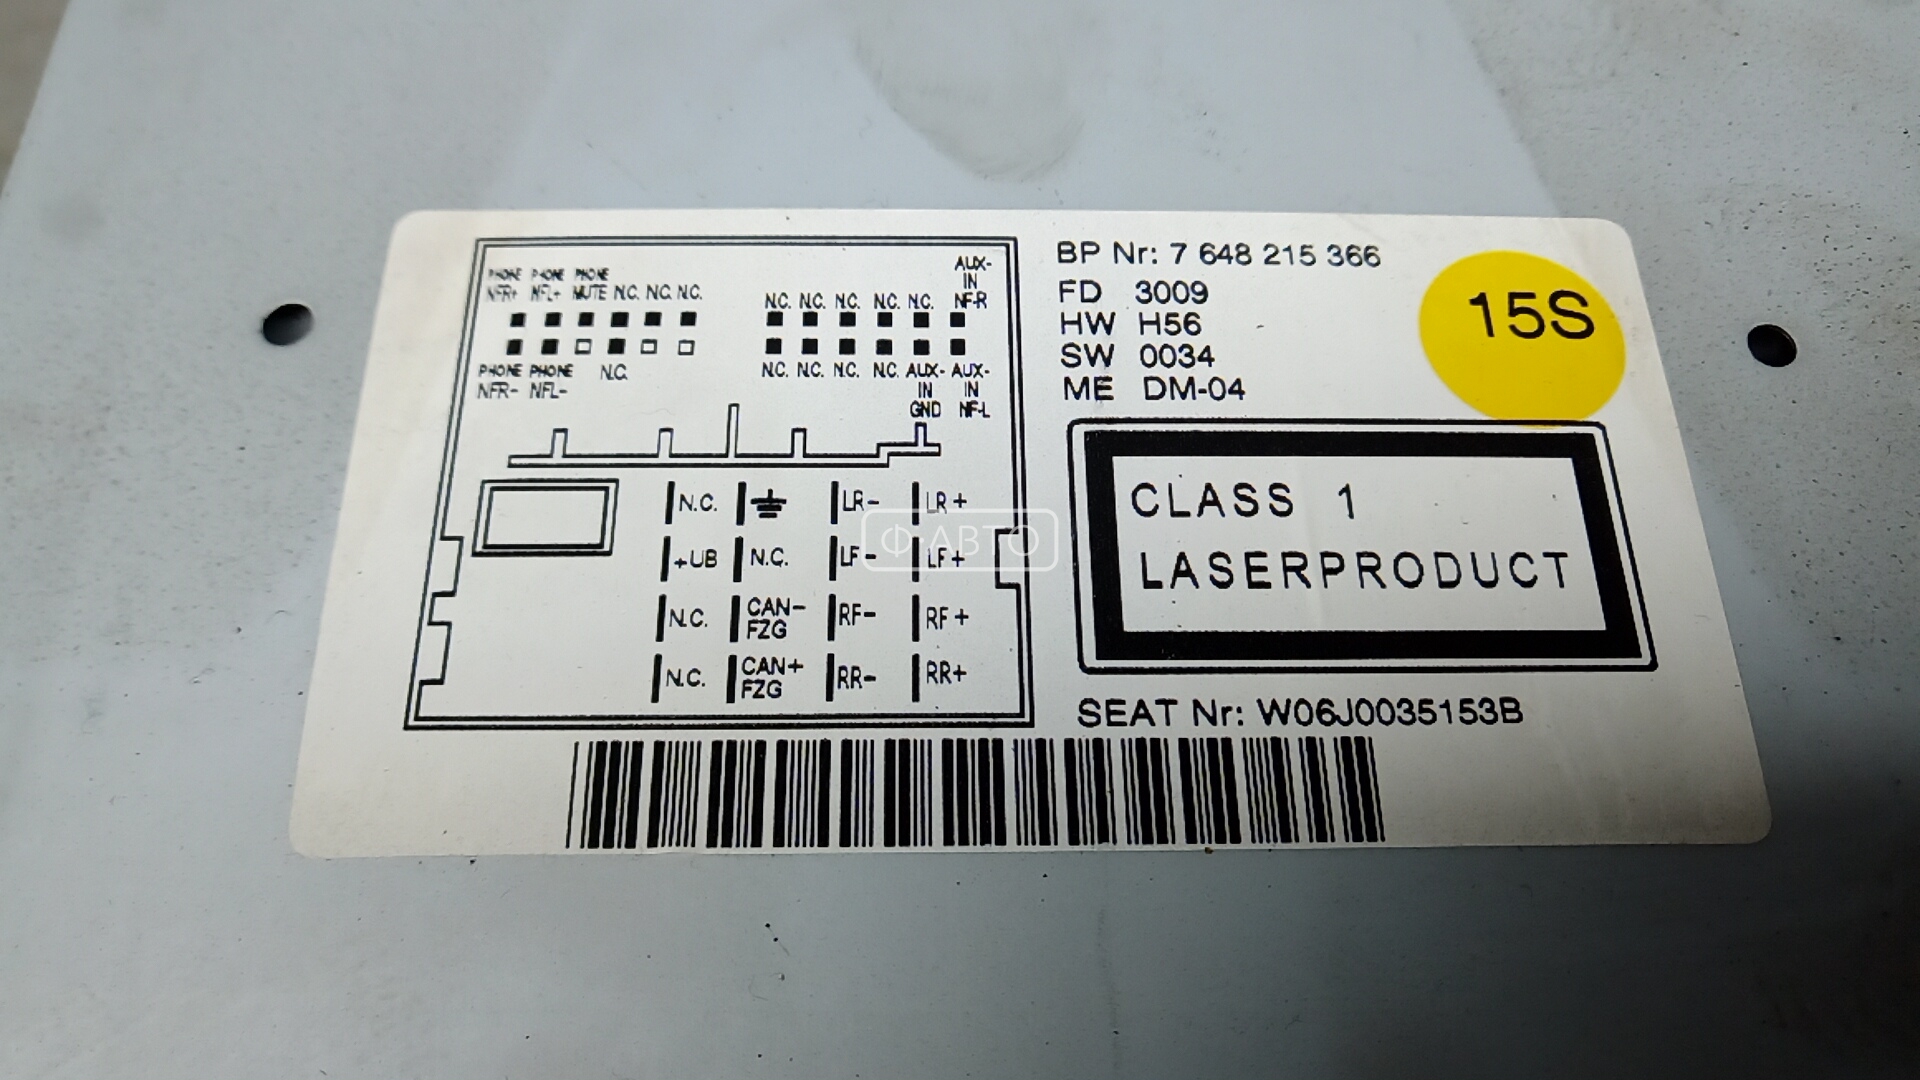 PHONE PHONE PHONE
NFR+ NFL+ MUTE N.C. N.C. N.C.
N.C. N.C. N.C. N.C. N.C.
AUX-
IN
NF-R
PHONE PHONE N.C.
NFR- NFL-
N.C. N.C. N.C. N.C. AUX- AUX-
IN IN
GND NF-L
N.C. LR- LR+
+UB N.C. LF- LF+
N.C. CAN- FZG RF- RF+
N.C. CAN+ FZG RR- RR+
Ф-АВТО
BP Nr: 7 648 215 366
FD 3009
HW H56
SW 0034
ME DM-04
15S
CLASS 1
LASERPRODUCT
SEAT Nr: W06J0035153B